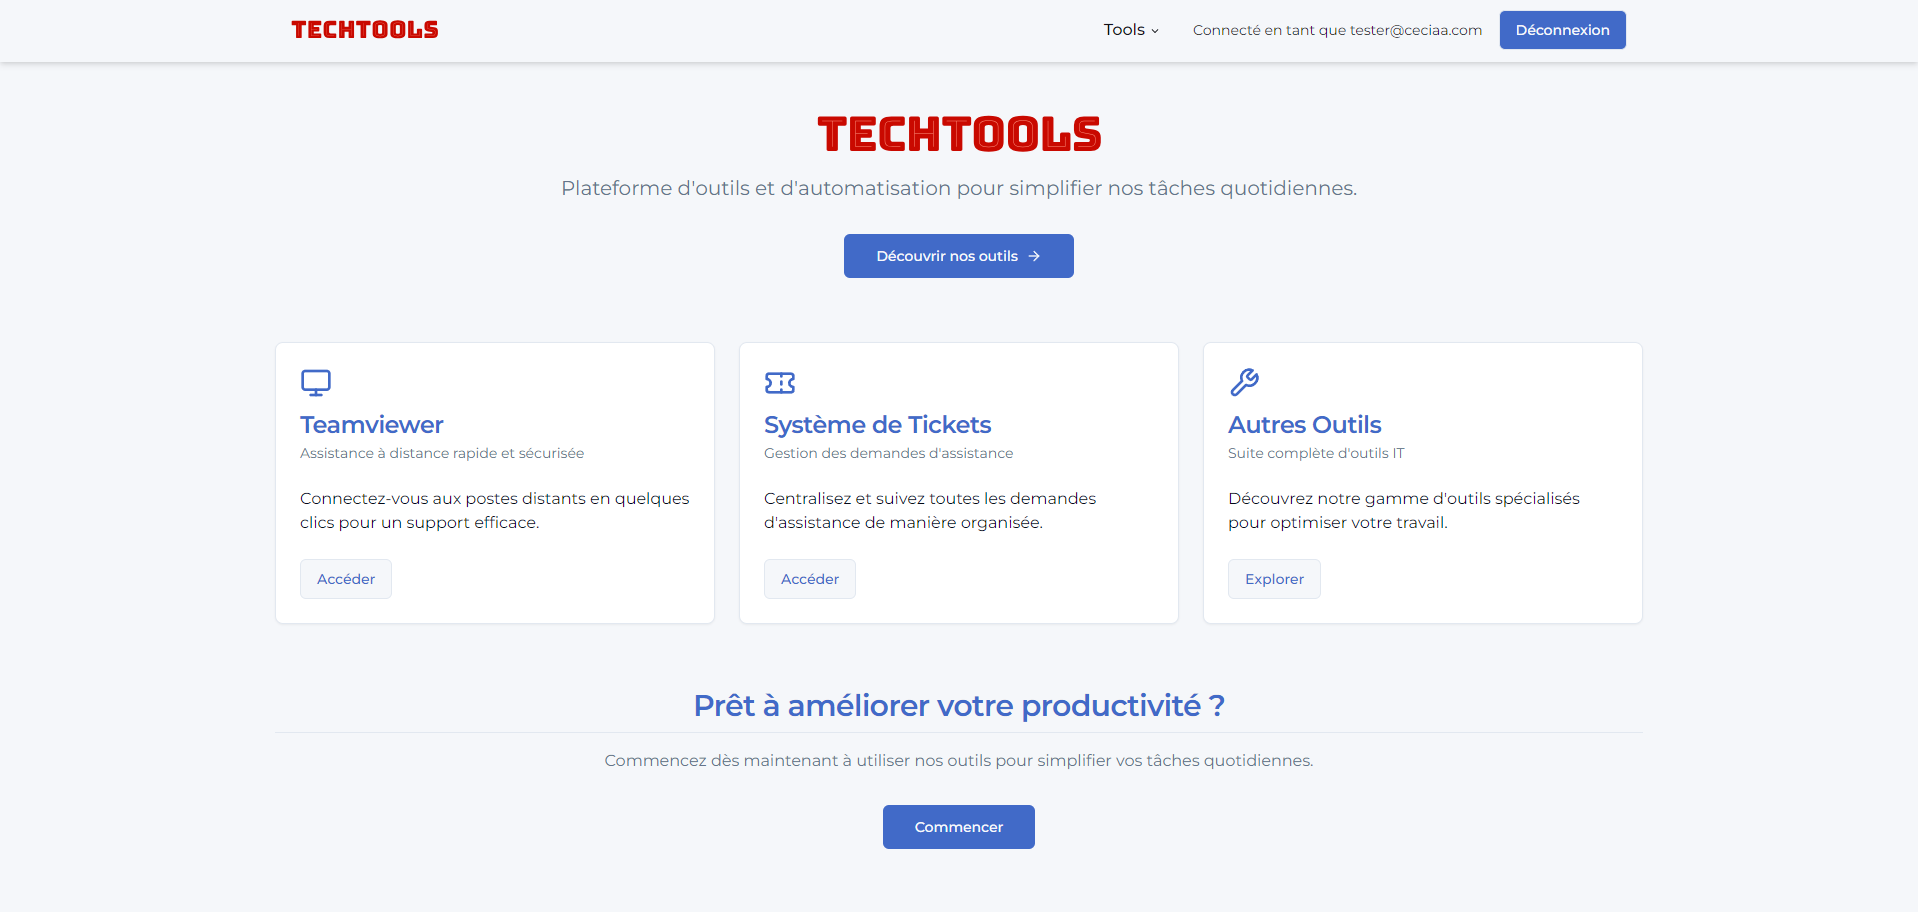 TECHTOOLS
Tools
Connecté en tant que tester@ceciaa.com
Déconnexion
TECHTOOLS
Plateforme d'outils et d'automatisation pour simplifier nos tâches quotidiennes.
Découvrir nos outils →
Teamviewer
Assistance à distance rapide et sécurisée
Connectez-vous aux postes distants en quelques
clics pour un support efficace.
Accéder
Système de Tickets
Gestion des demandes d'assistance
Centralisez et suivez toutes les demandes
d'assistance de manière organisée.
Accéder
Autres Outils
Suite complète d'outils IT
Découvrez notre gamme d'outils spécialisés
pour optimiser votre travail.
Explorer
Prêt à améliorer votre productivité ?
Commencez dès maintenant à utiliser nos outils pour simplifier vos tâches quotidiennes.
Commencer